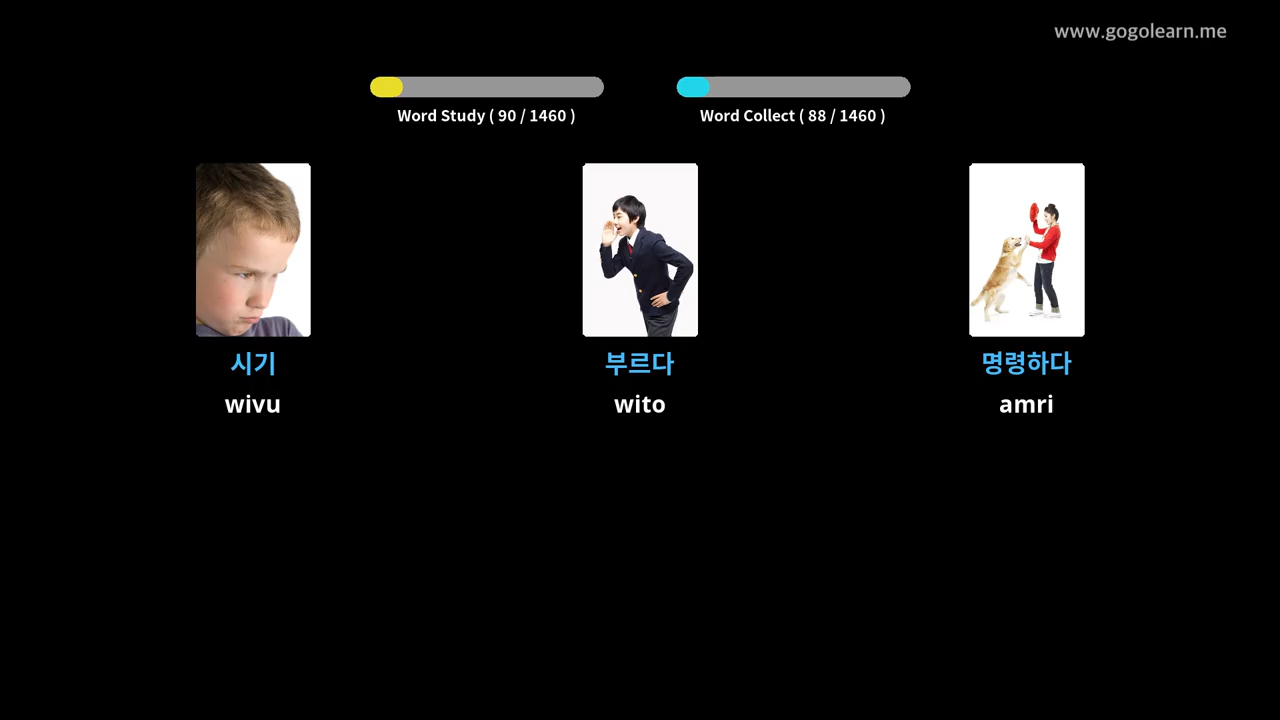 www.gogolearn.me
Word Study ( 90 / 1460 )
Word Collect ( 88 / 1460 )
시기
부르다
명령하다
wivu
wito
amri